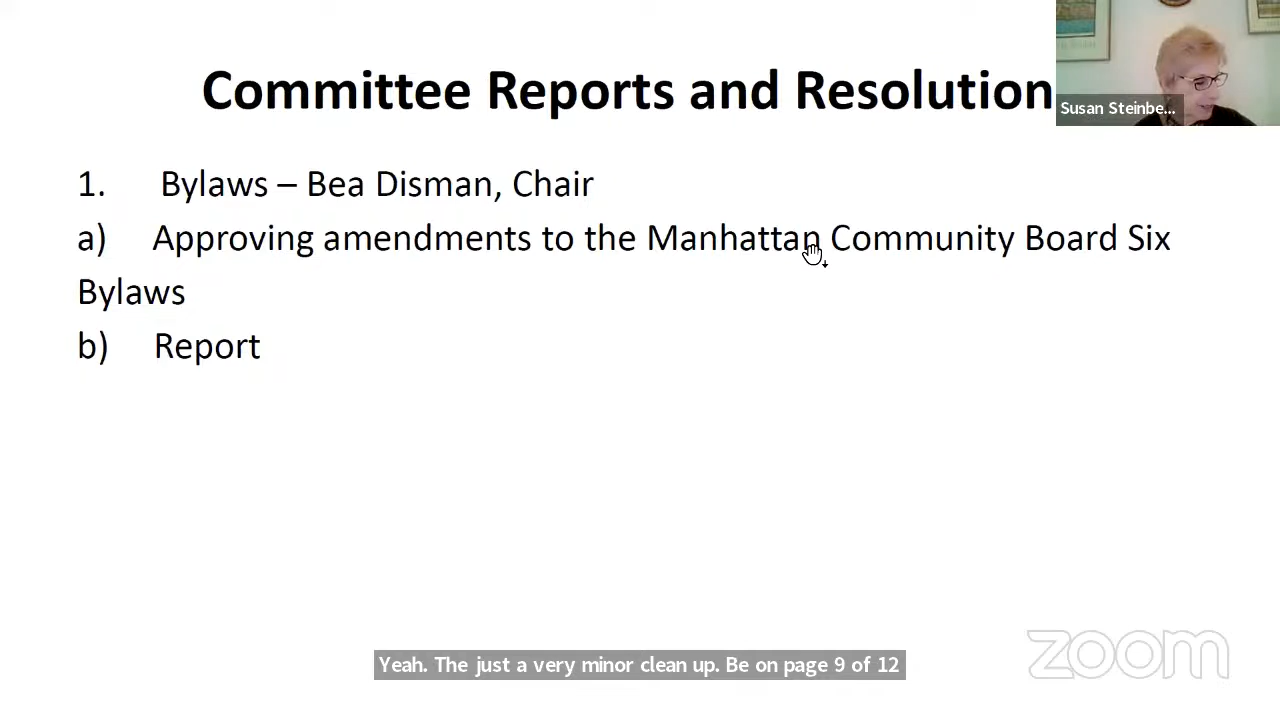 Committee Reports and Resolution
Susan Steinbe...
1. Bylaws – Bea Disman, Chair
a) Approving amendments to the Manhattan Community Board Six
Bylaws
b) Report
Yeah. The just a very minor clean up. Be on page 9 of 12
zoom